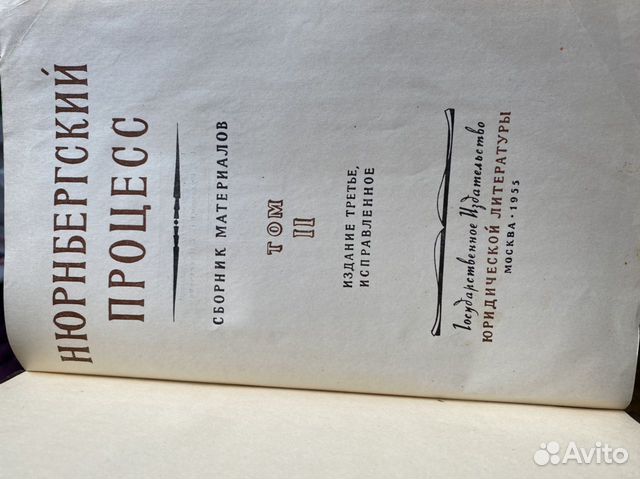 НЮРНБЕРГСКИЙ
ПРОЦЕСС
СБОРНИК МАТЕРИАЛОВ
ТОМ
II
ИЗДАНИЕ ТРЕТЬЕ,
ИСПРАВЛЕННОЕ
Государственное Издательство
ЮРИДИЧЕСКОЙ ЛИТЕРАТУРЫ
МОСКВА · 1955
Avito